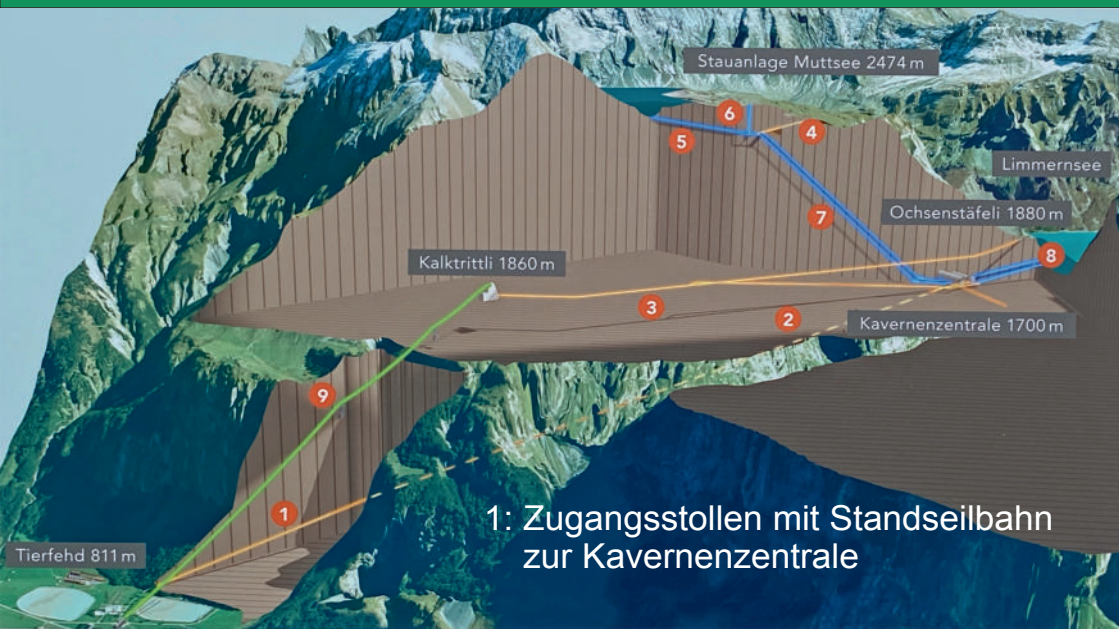 Stauanlage Muttsee 2474 m
6
4
5
Limmernsee
7
Ochsenstäfeli 1880 m
8
Kalktrittli 1860 m
3
2
Kavernenzentrale 1700 m
9
1
1: Zugangsstollen mit Standseilbahn
zur Kavernenzentrale
Tierfehd 811 m